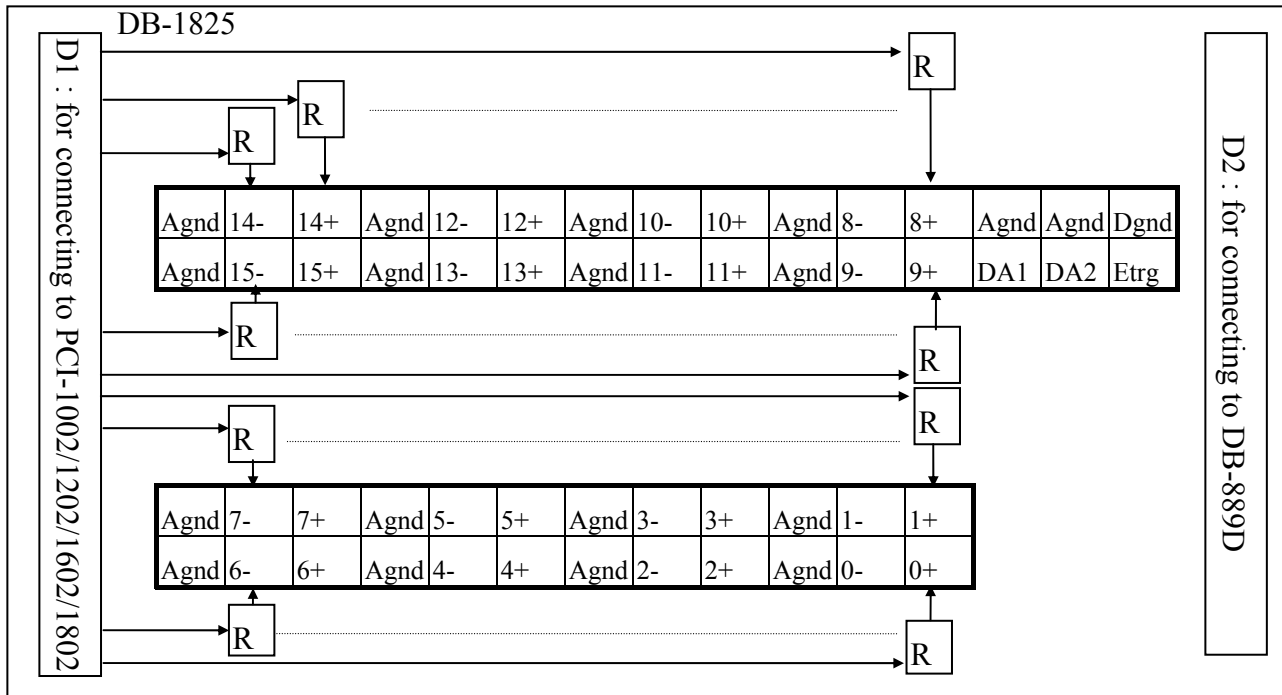 DB-1825
D1 : for connecting to PCI-1002/1202/1602/1802
R
R
R
Agnd 14- 14+ Agnd 12- 12+ Agnd 10- 10+ Agnd 8- 8+ Agnd Agnd Dgnd
Agnd 15- 15+ Agnd 13- 13+ Agnd 11- 11+ Agnd 9- 9+ DA1 DA2 Etrg
R
R
R
R
Agnd 7- 7+ Agnd 5- 5+ Agnd 3- 3+ Agnd 1- 1+
Agnd 6- 6+ Agnd 4- 4+ Agnd 2- 2+ Agnd 0- 0+
R
R
D2 : for connecting to DB-889D